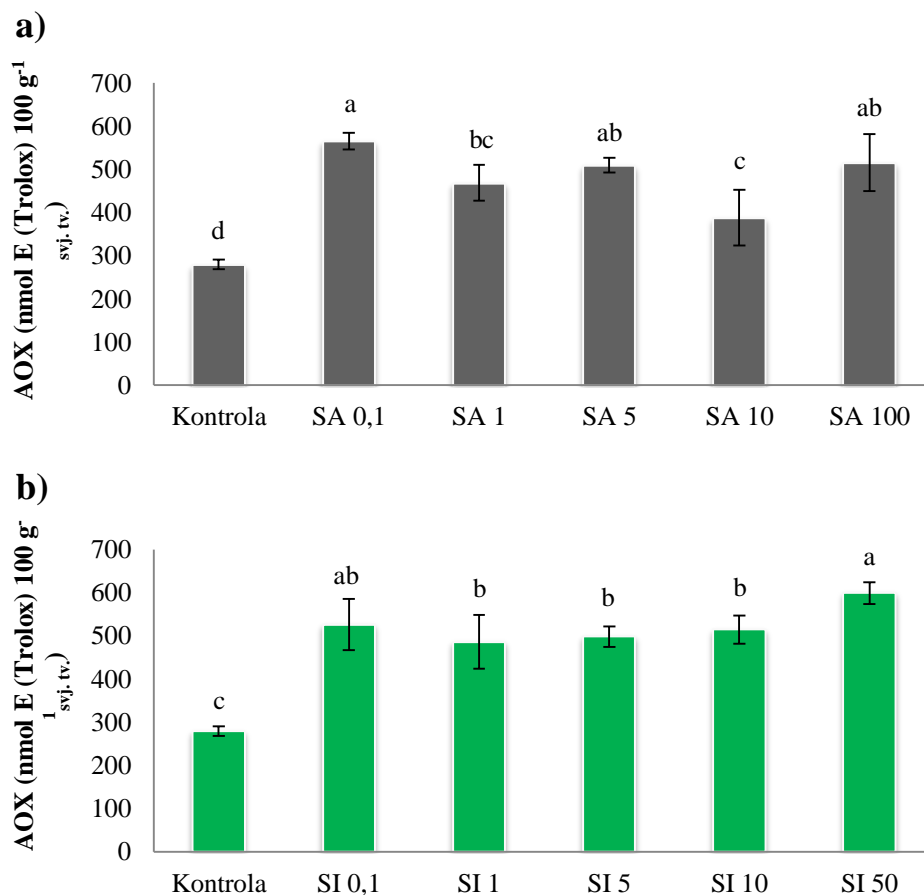 a)
AOX (nmol E (Trolox) 100 g-1
svj. tv.)
700
600
500
400
300
200
100
0
a
bc
ab
c
ab
d
Kontrola SA 0,1 SA 1 SA 5 SA 10 SA 100
b)
AOX (nmol E (Trolox) 100 g-
1 svj. tv.)
700
600
500
400
300
200
100
0
ab
b
b
b
a
c
Kontrola SI 0,1 SI 1 SI 5 SI 10 SI 50